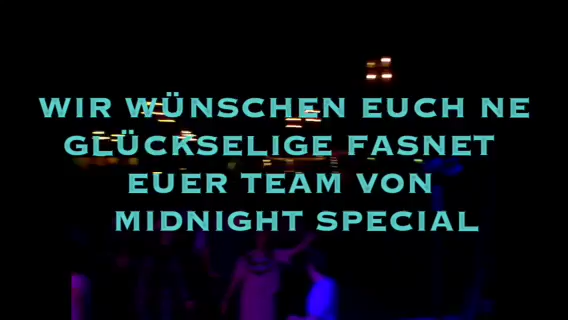 WIR WÜNSCHEN EUCH NE
GLÜCKSELIGE FASNET
EUER TEAM VON
MIDNIGHT SPECIAL